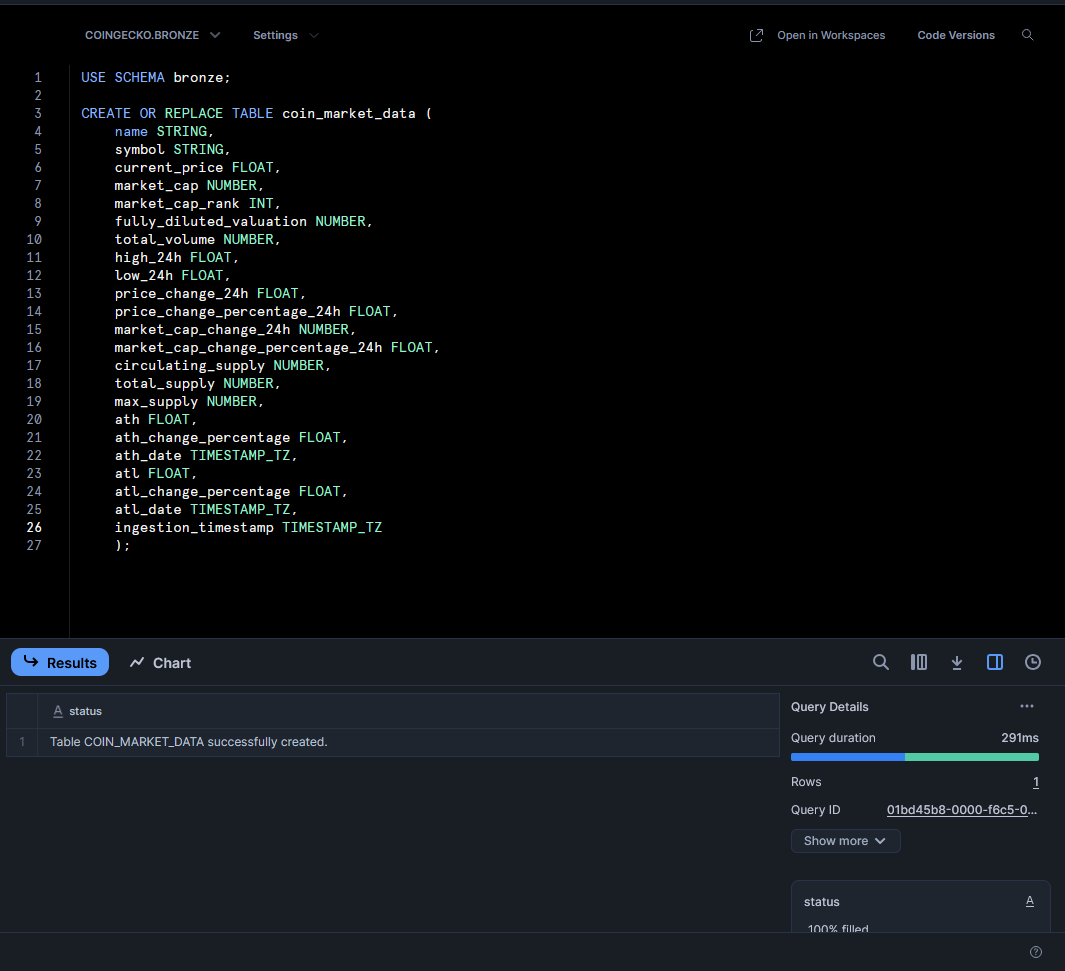 COINGECKO.BRONZE Settings Open in Workspaces Code Versions
1 USE SCHEMA bronze;
2
3 CREATE OR REPLACE TABLE coin_market_data (
4 name STRING,
5 symbol STRING,
6 current_price FLOAT,
7 market_cap NUMBER,
8 market_cap_rank INT,
9 fully_diluted_valuation NUMBER,
10 total_volume NUMBER,
11 high_24h FLOAT,
12 low_24h FLOAT,
13 price_change_24h FLOAT,
14 price_change_percentage_24h FLOAT,
15 market_cap_change_24h NUMBER,
16 market_cap_change_percentage_24h FLOAT,
17 circulating_supply NUMBER,
18 total_supply NUMBER,
19 max_supply NUMBER,
20 ath FLOAT,
21 ath_change_percentage FLOAT,
22 ath_date TIMESTAMP_TZ,
23 atl FLOAT,
24 atl_change_percentage FLOAT,
25 atl_date TIMESTAMP_TZ,
26 ingestion_timestamp TIMESTAMP_TZ
27 );
Results Chart
A status
1 Table COIN_MARKET_DATA successfully created.
Query Details ...
Query duration 291ms
Rows 1
Query ID 01bd45b8-0000-f6c5-0...
Show more
status A
100% filled